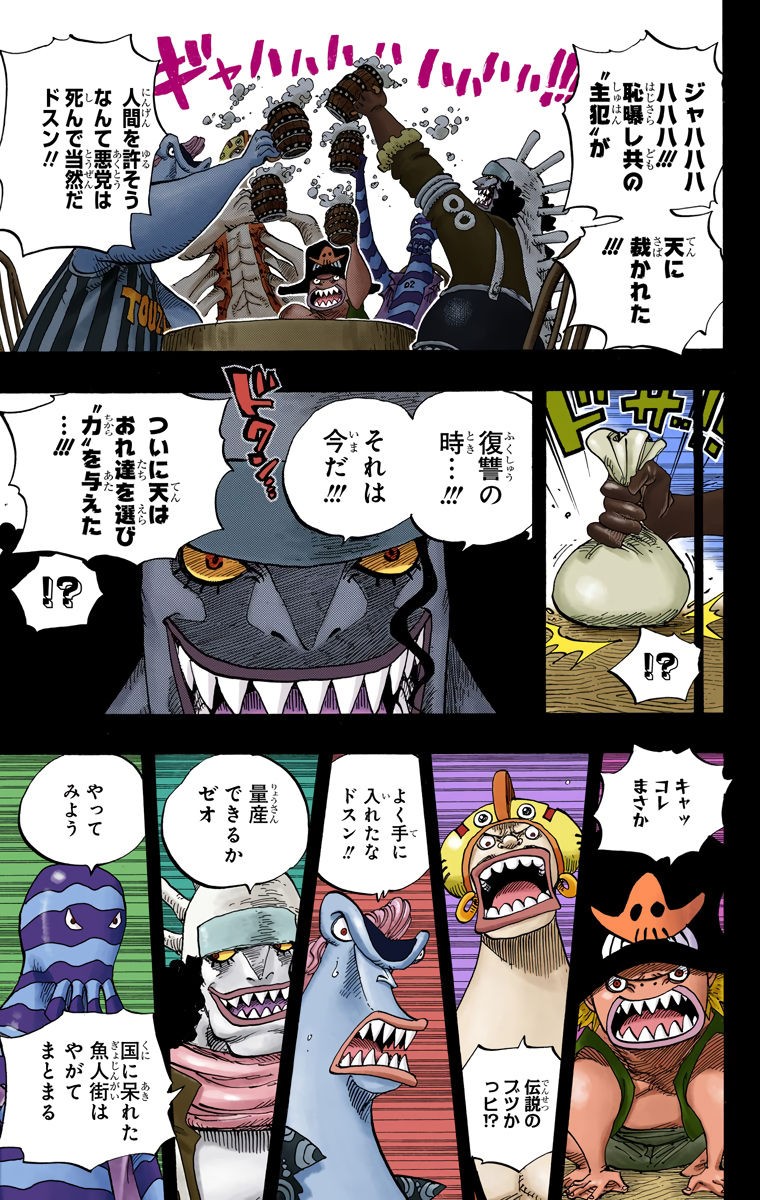 ギャハハハハハハハハ!!!
ジャハハハ
ハハハ!!!
恥曝し共の
〝主犯〟が
天に
裁かれた
!!!
人間を許そう
なんて悪党は
死んで当然だ
ドスン!!
TOUZ
02
ドサッ!!
!?
復讐の
時…!!!
それは
今だ!!!
ドクン…!!
ついに天は
おれ達を選び
〝力〟を与えた
…!!!
!?
キャッ
コレ
まさか
伝説の
ブツか
っヒ!?
よく手に
入れたな
ドスン!!
量産
できるか
ゼオ
やって
みよう
国に呆れた
魚人街は
やがて
まとまる